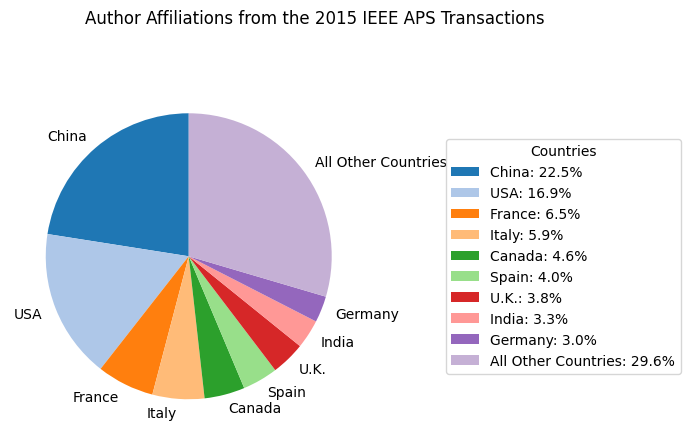 Author Affiliations from the 2015 IEEE APS Transactions
China
All Other Countries
USA
Germany
India
U.K.
Spain
Canada
Italy
France
Countries
China: 22.5%
USA: 16.9%
France: 6.5%
Italy: 5.9%
Canada: 4.6%
Spain: 4.0%
U.K.: 3.8%
India: 3.3%
Germany: 3.0%
All Other Countries: 29.6%